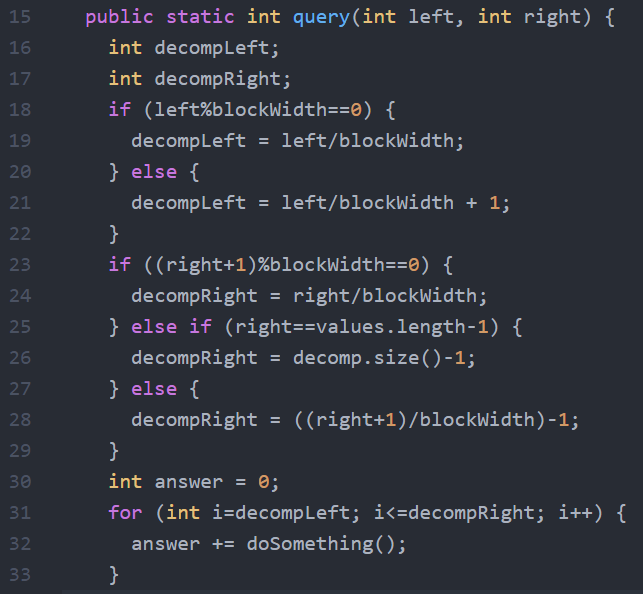 15 public static int query(int left, int right) {
16 int decompLeft;
17 int decompRight;
18 if (left%blockWidth==0) {
19 decompLeft = left/blockWidth;
20 } else {
21 decompLeft = left/blockWidth + 1;
22 }
23 if ((right+1)%blockWidth==0) {
24 decompRight = right/blockWidth;
25 } else if (right==values.length-1) {
26 decompRight = decomp.size()-1;
27 } else {
28 decompRight = ((right+1)/blockWidth)-1;
29 }
30 int answer = 0;
31 for (int i=decompLeft; i<=decompRight; i++) {
32 answer += doSomething();
33 }